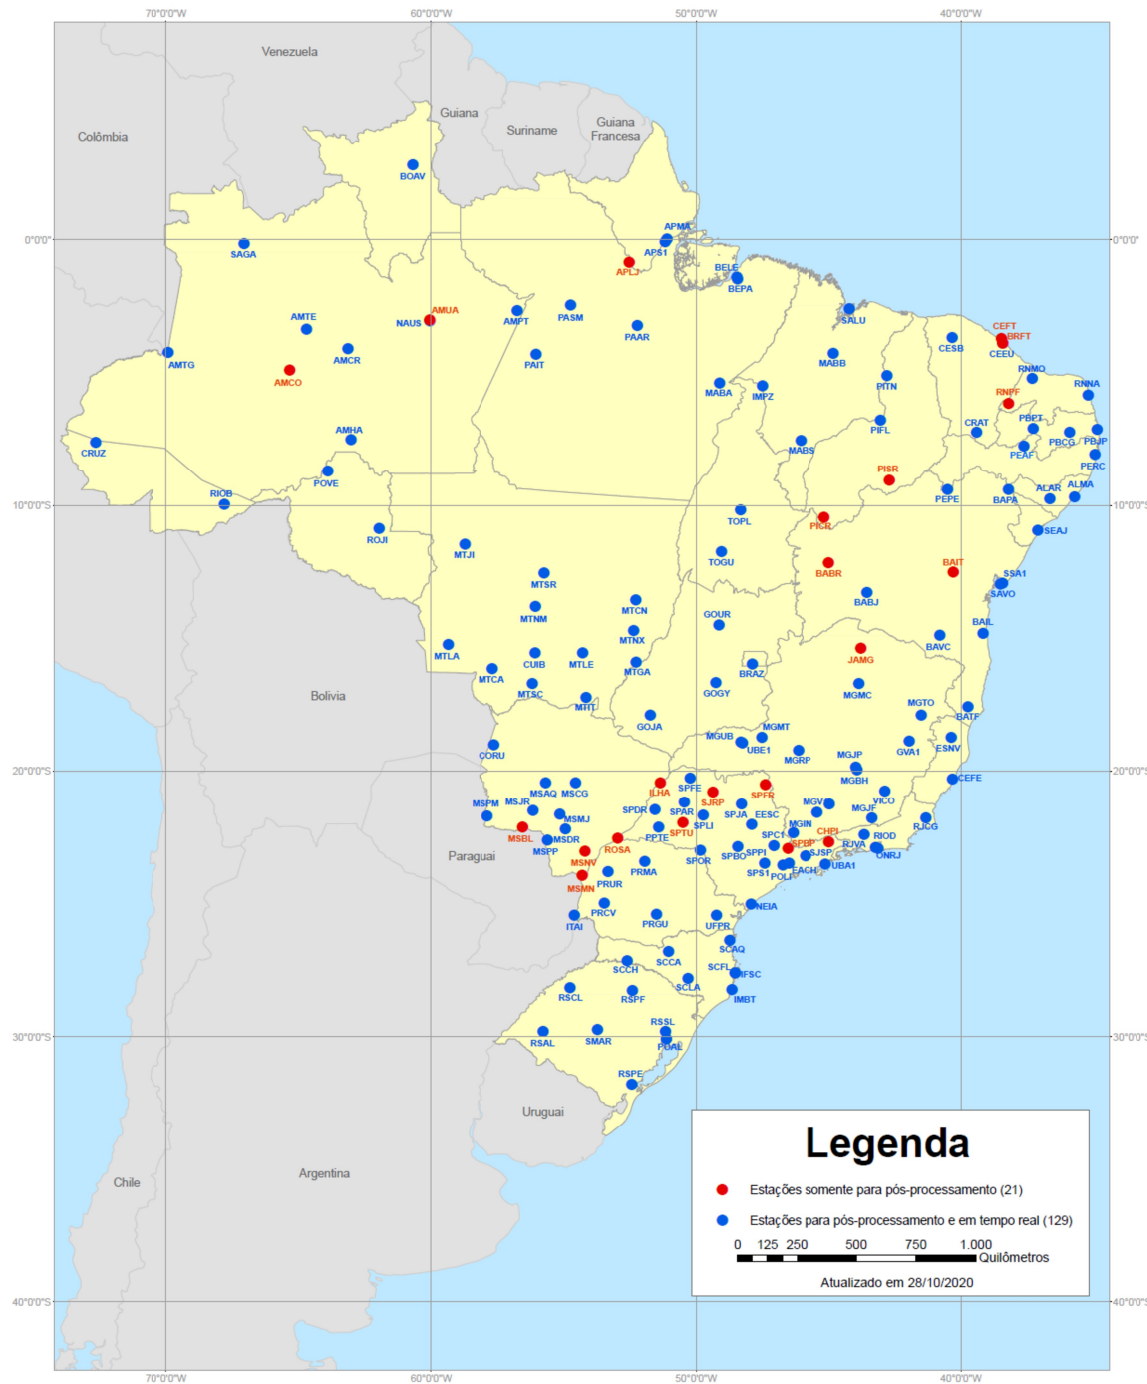 70°0'0"W 60°0'0"W 50°0'0"W 40°0'0"W
Venezuela
Guiana
Suriname
Guiana
Francesa
Colômbia
BOAV
0°0'0" 0°0'0"
SAGA
APMA
APS1
APLJ
BELE
BEPA
AMUA
NAUS
AMPT
PASM
PAAR
SALU
CEFT
BRFT
CEEU
CESB
AMTE
AMCR
AMTG
PAIT
MABB
AMCO
MABA
IMPZ
PITN
RNMO
RNNA
RNPF
AMHA
CRUZ
MABS
PIFL
CRAT
PBPT
PBCG
PBJP
PEAF
PERC
POVE
PISR
RIOB
PEPE
BAPA
ALAR
ALMA
10°0'0"S 10°0'0"S
ROJI
TOPL
PICR
SEAJ
MTJI
TOGU
BABR
BAIT
MTSR
SSA1
SAVO
BABJ
MTCN
MTNM
GOUR
MTNX
BAIL
BAVC
MTLA
CUIB
MTLE
MTGA
BRAZ
JAMG
MTCA
MTSC
GOGY
MGMC
MTIT
GOJA
MGTO
BATF
Bolivia
MGUB
UBE1
MGMT
GVA1
ESNV
CORU
MGRP
MGJP
MGBH
20°0'0"S 20°0'0"S
CEFE
MSAQ
MSCG
ILHA
SPFE
SJRP
SPFR
VICO
MSPM
MSJR
MSMJ
SPDR
SPAR
SPLI
SPJA
EESC
MGV
MGJF
RJCG
MSBL
MSDR
MSPP
PPTE
SPTU
MGIN
CHPI
ROSA
SPC1
SPBP
RIOD
RJVA
ONRJ
Paraguai
MSNV
PRMA
SPOR
SPBO
SPPI
SJSP
UBA1
MSMN
PRUR
SPS1
POLI
EACH
PRCV
NEIA
ITAI
PRGU
UFPR
SCAQ
SCCA
SCCH
SCFL
IFSC
RSCL
RSPF
SCLA
IMBT
RSSL
30°0'0"S 30°0'0"S
RSAL
SMAR
POAL
RSPE
Uruguai
Chile
Argentina
Legenda
Estações somente para pós-processamento (21)
Estações para pós-processamento e em tempo real (129)
0 125 250 500 750 1.000
Quilômetros
Atualizado em 28/10/2020
40°0'0"S 40°0'0"S
70°0'0"W 60°0'0"W 50°0'0"W 40°0'0"W